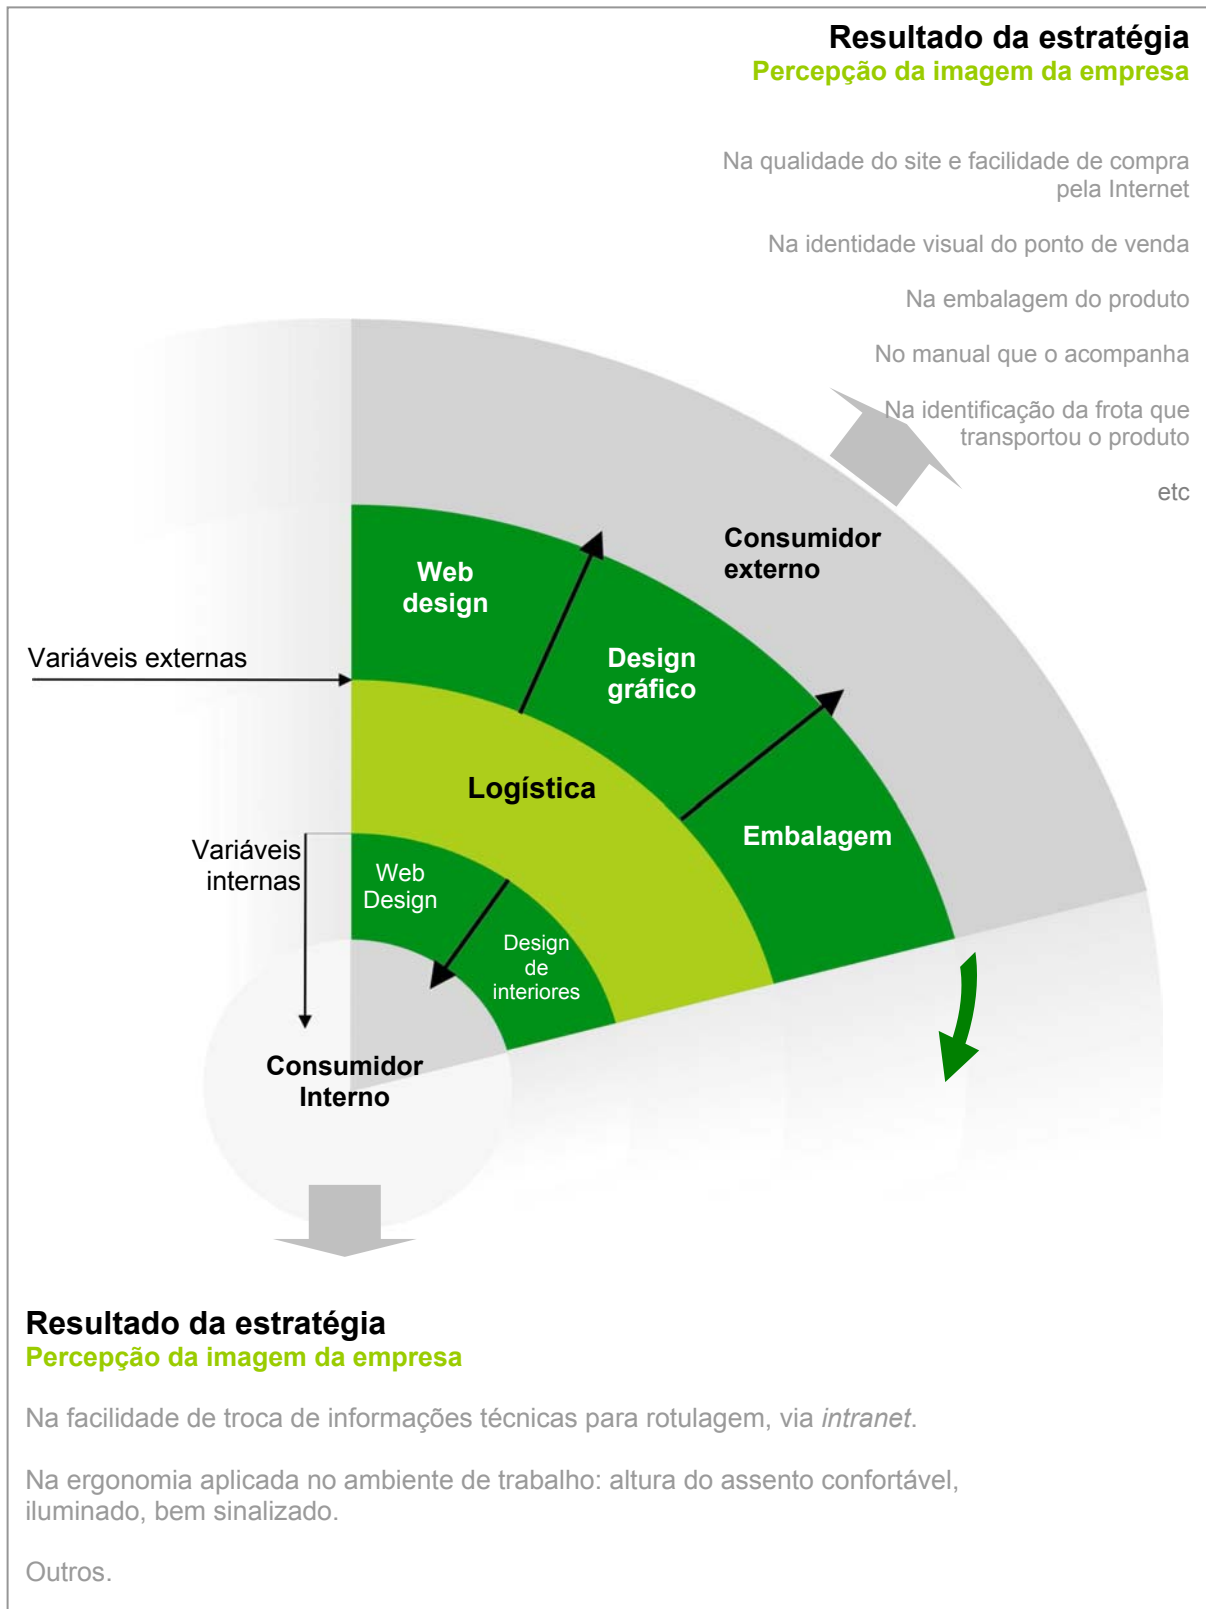 Resultado da estratégia
Percepção da imagem da empresa
Na qualidade do site e facilidade de compra
pela Internet
Na identidade visual do ponto de venda
Na embalagem do produto
No manual que o acompanha
Na identificação da frota que
transportou o produto
etc
Consumidor
externo
Web
design
Design
gráfico
Variáveis externas
Logística
Embalagem
Variáveis
internas
Web
Design
Design
de
interiores
Consumidor
Interno
Resultado da estratégia
Percepção da imagem da empresa
Na facilidade de troca de informações técnicas para rotulagem, via intranet.
Na ergonomia aplicada no ambiente de trabalho: altura do assento confortável,
iluminado, bem sinalizado.
Outros.